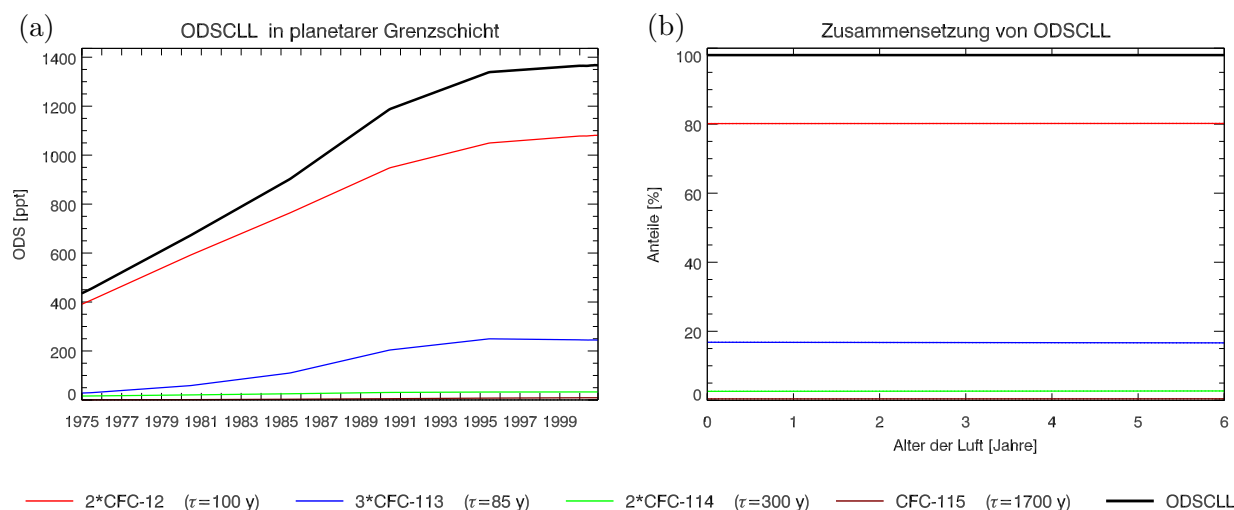 (a) ODSCLL in planetarer Grenzschicht
1400
1200
1000
800
600
400
200
0
ODS [ppt]
1975 1977 1979 1981 1983 1985 1987 1989 1991 1993 1995 1997 1999
(b) Zusammensetzung von ODSCLL
100
80
60
40
20
0
Anteile [%]
0 1 2 3 4 5 6
Alter der Luft [Jahre]
2*CFC-12 (τ=100 y) 3*CFC-113 (τ=85 y) 2*CFC-114 (τ=300 y) CFC-115 (τ=1700 y) ODSCLL